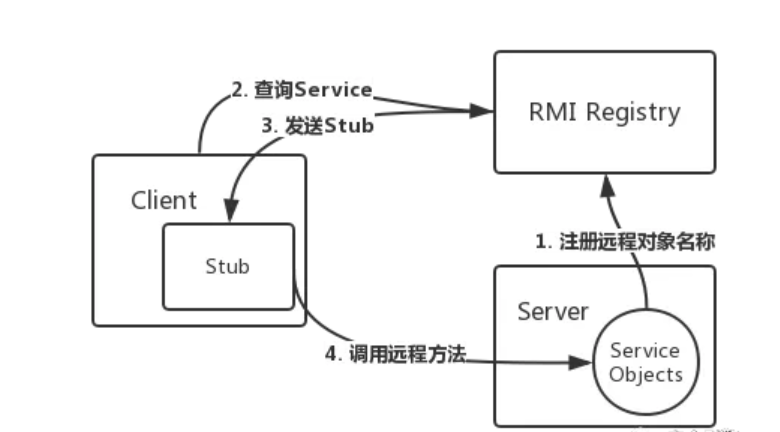 2. 查询Service
RMI Registry
3. 发送Stub
Client
1. 注册远程对象名称
Stub
Server
4. 调用远程方法
Service
Objects